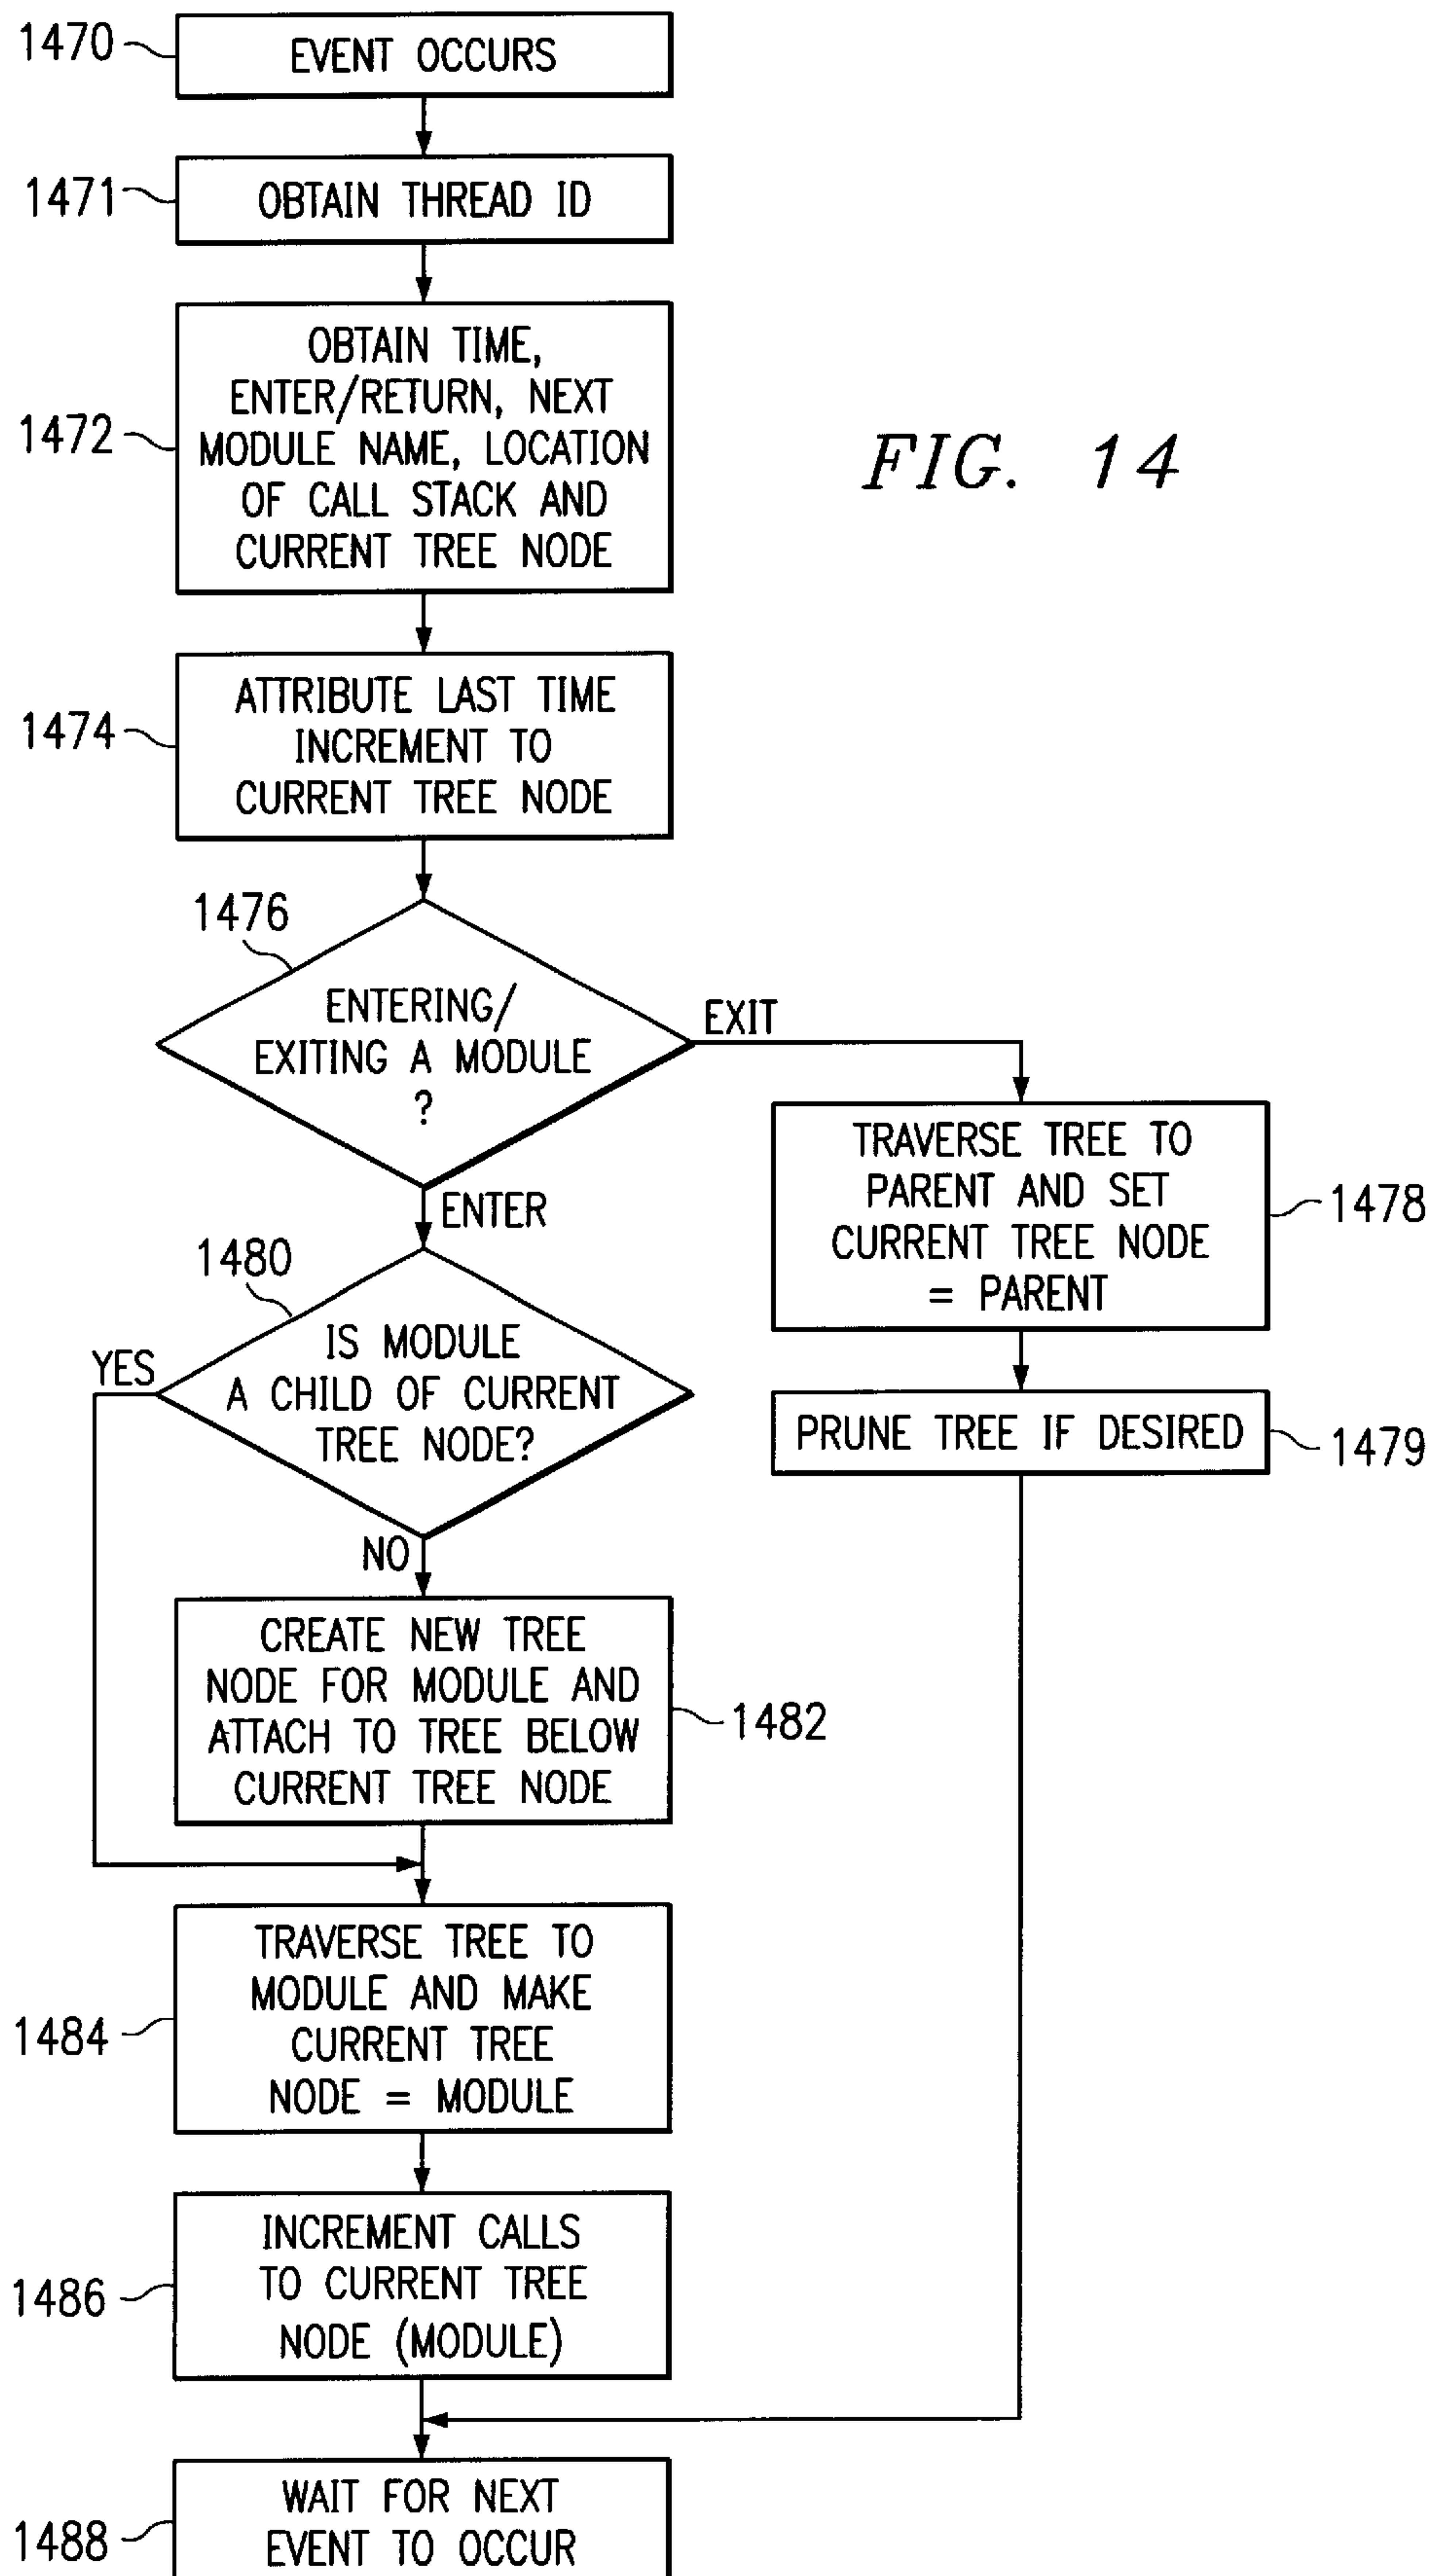 1470
EVENT OCCURS
1471
OBTAIN THREAD ID
1472
OBTAIN TIME,
ENTER/RETURN, NEXT
MODULE NAME, LOCATION
OF CALL STACK AND
CURRENT TREE NODE
FIG. 14
1474
ATTRIBUTE LAST TIME
INCREMENT TO
CURRENT TREE NODE
1476
ENTERING/
EXITING A MODULE
?
EXIT
ENTER
TRAVERSE TREE TO
PARENT AND SET
CURRENT TREE NODE
= PARENT
1478
PRUNE TREE IF DESIRED
1479
1480
IS MODULE
A CHILD OF CURRENT
TREE NODE?
YES
NO
CREATE NEW TREE
NODE FOR MODULE AND
ATTACH TO TREE BELOW
CURRENT TREE NODE
1482
1484
TRAVERSE TREE TO
MODULE AND MAKE
CURRENT TREE
NODE = MODULE
1486
INCREMENT CALLS
TO CURRENT TREE
NODE (MODULE)
1488
WAIT FOR NEXT
EVENT TO OCCUR